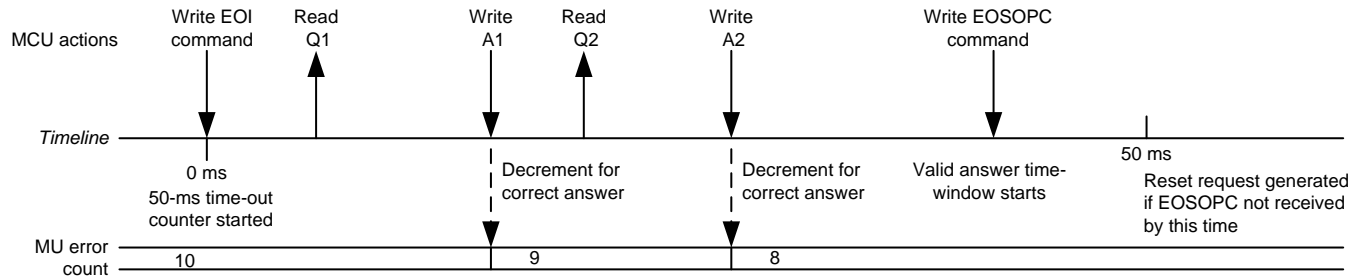 Write EOI
command
Read
Q1
Write
A1
Read
Q2
Write
A2
Write EOSOPC
command
MCU actions
Timeline
0 ms
50-ms time-out
counter started
Decrement for
correct answer
Decrement for
correct answer
Valid answer time-
window starts
50 ms
Reset request generated
if EOSOPC not received
by this time
MU error
count
10
9
8